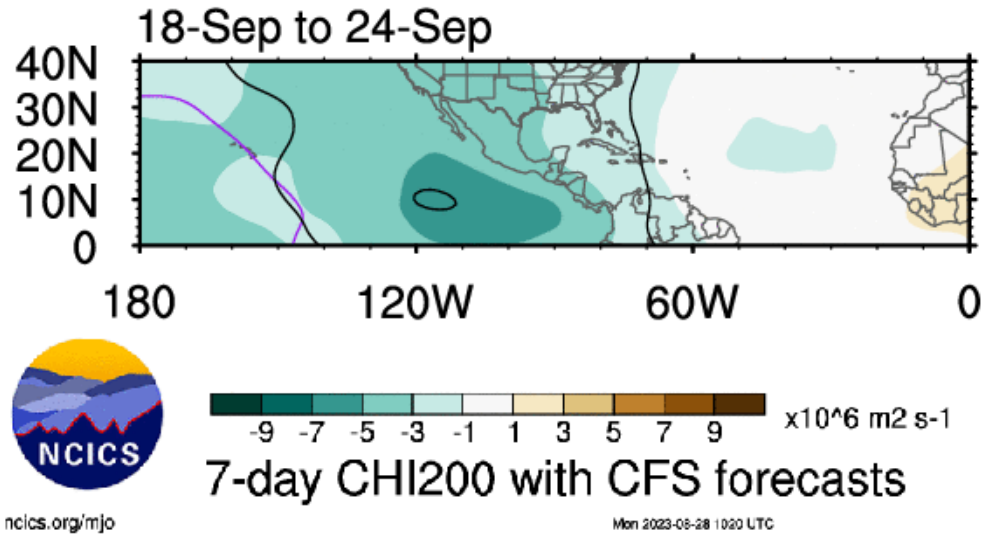 18-Sep to 24-Sep
40N
30N
20N
10N
0
180 120W 60W 0
-9 -7 -5 -3 -1 1 3 5 7 9 x10^6 m2 s-1
NCICS
7-day CHI200 with CFS forecasts
ncics.org/mjo Mon 2023-08-28 1020 UTC